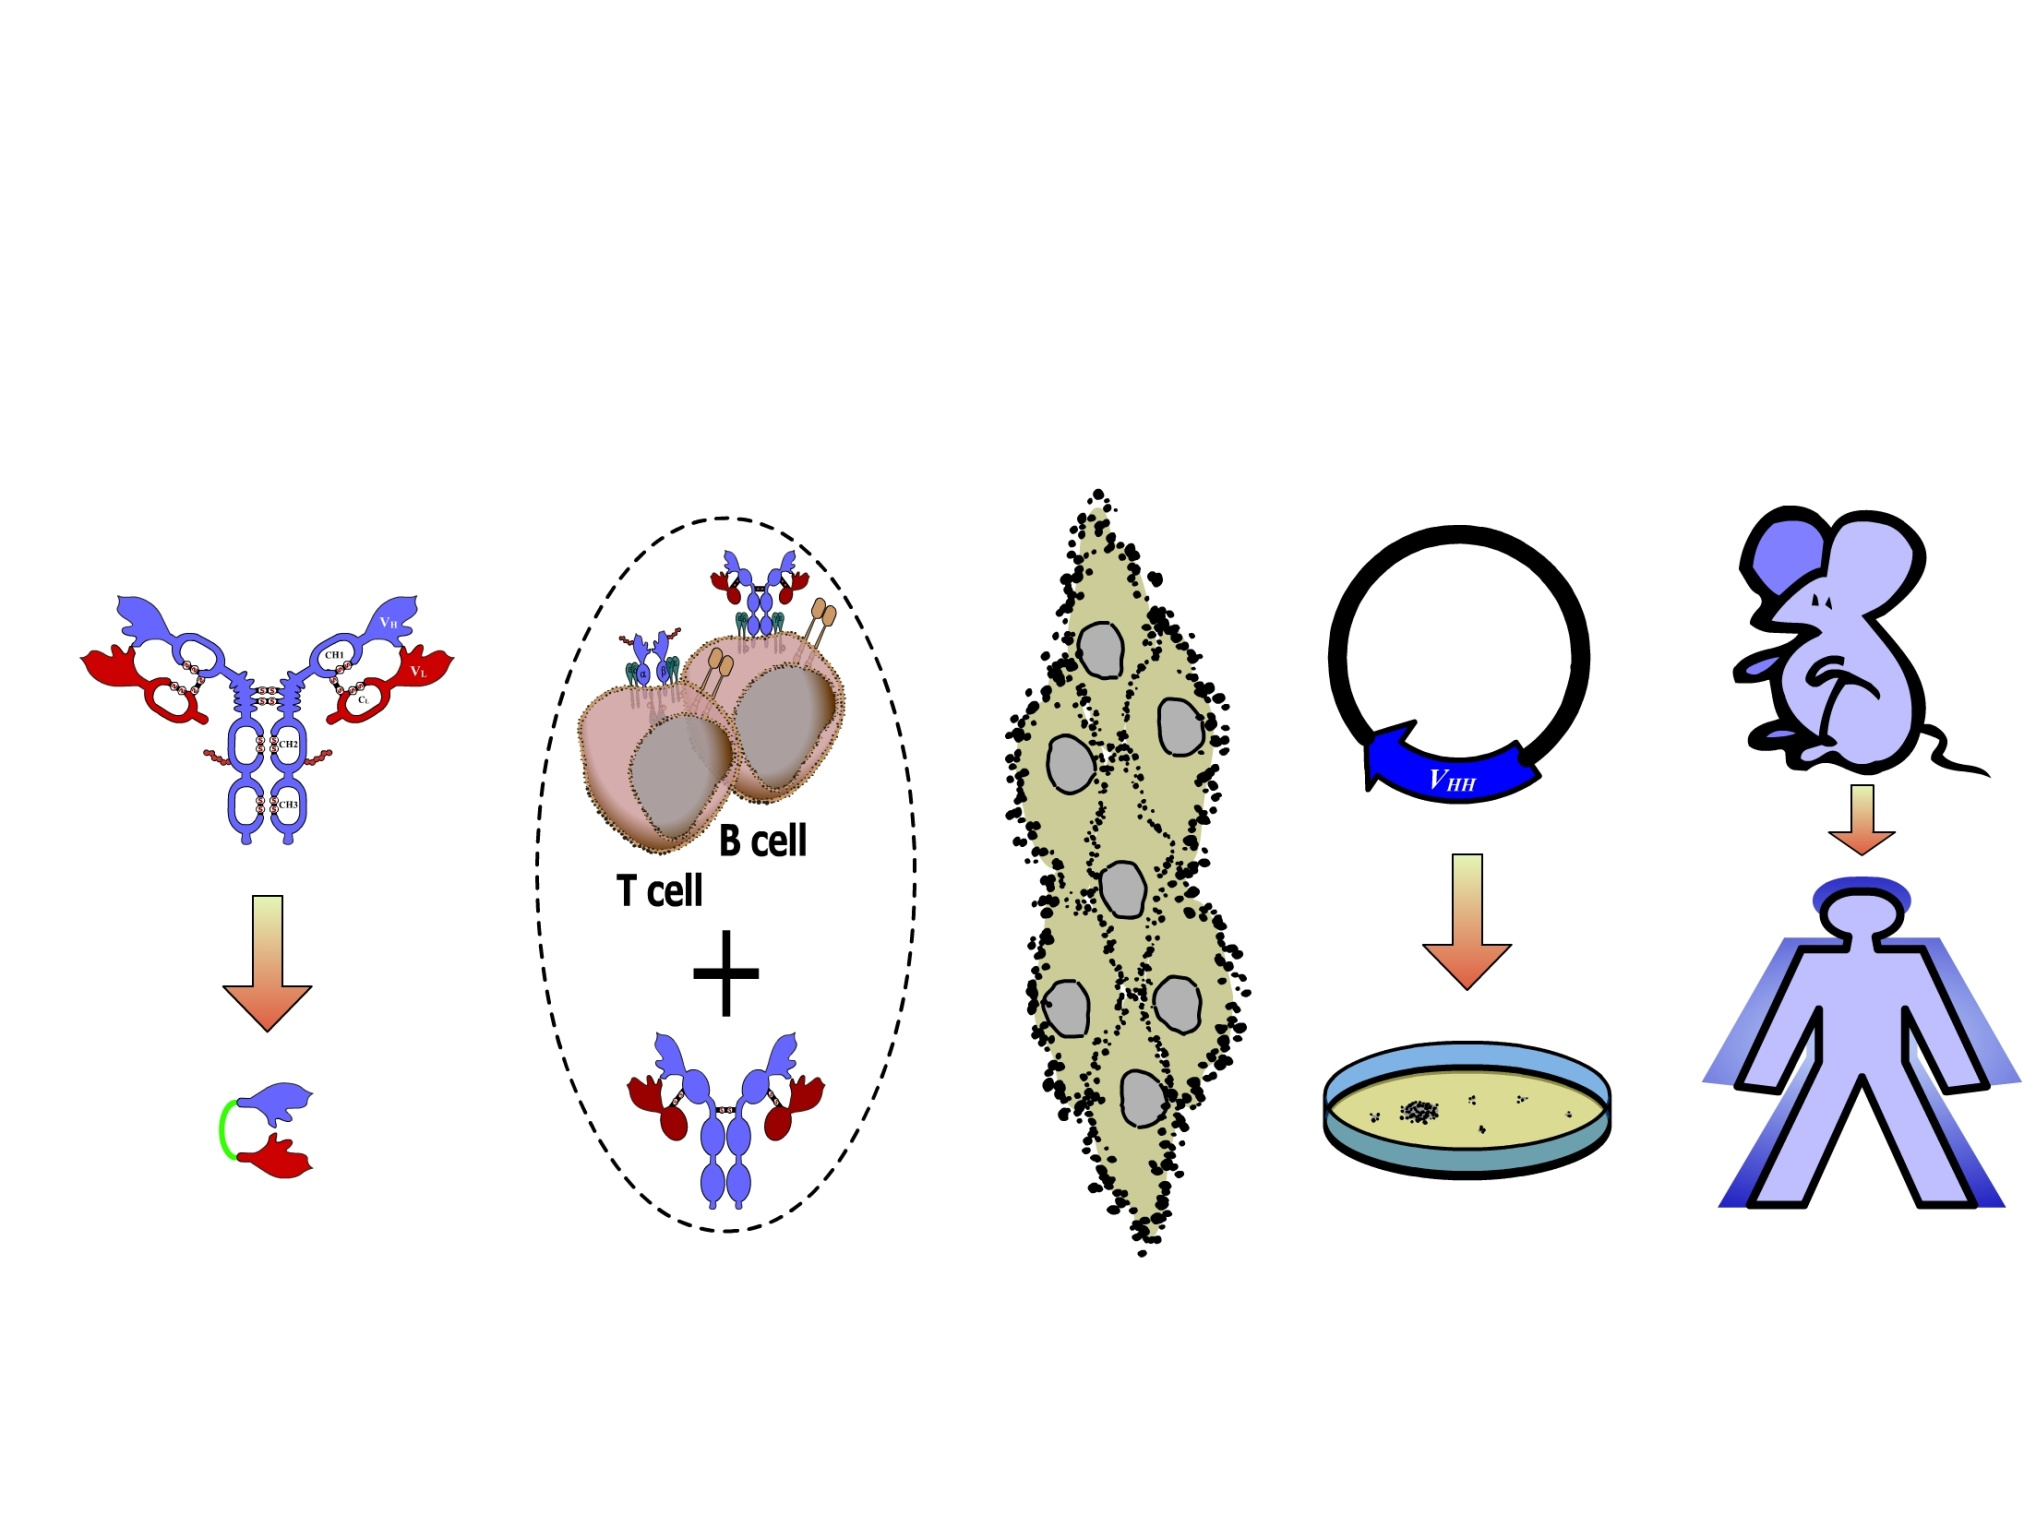 VH
CH1
VL
CL
CH2
CH3
α
β
B cell
T cell
VHH